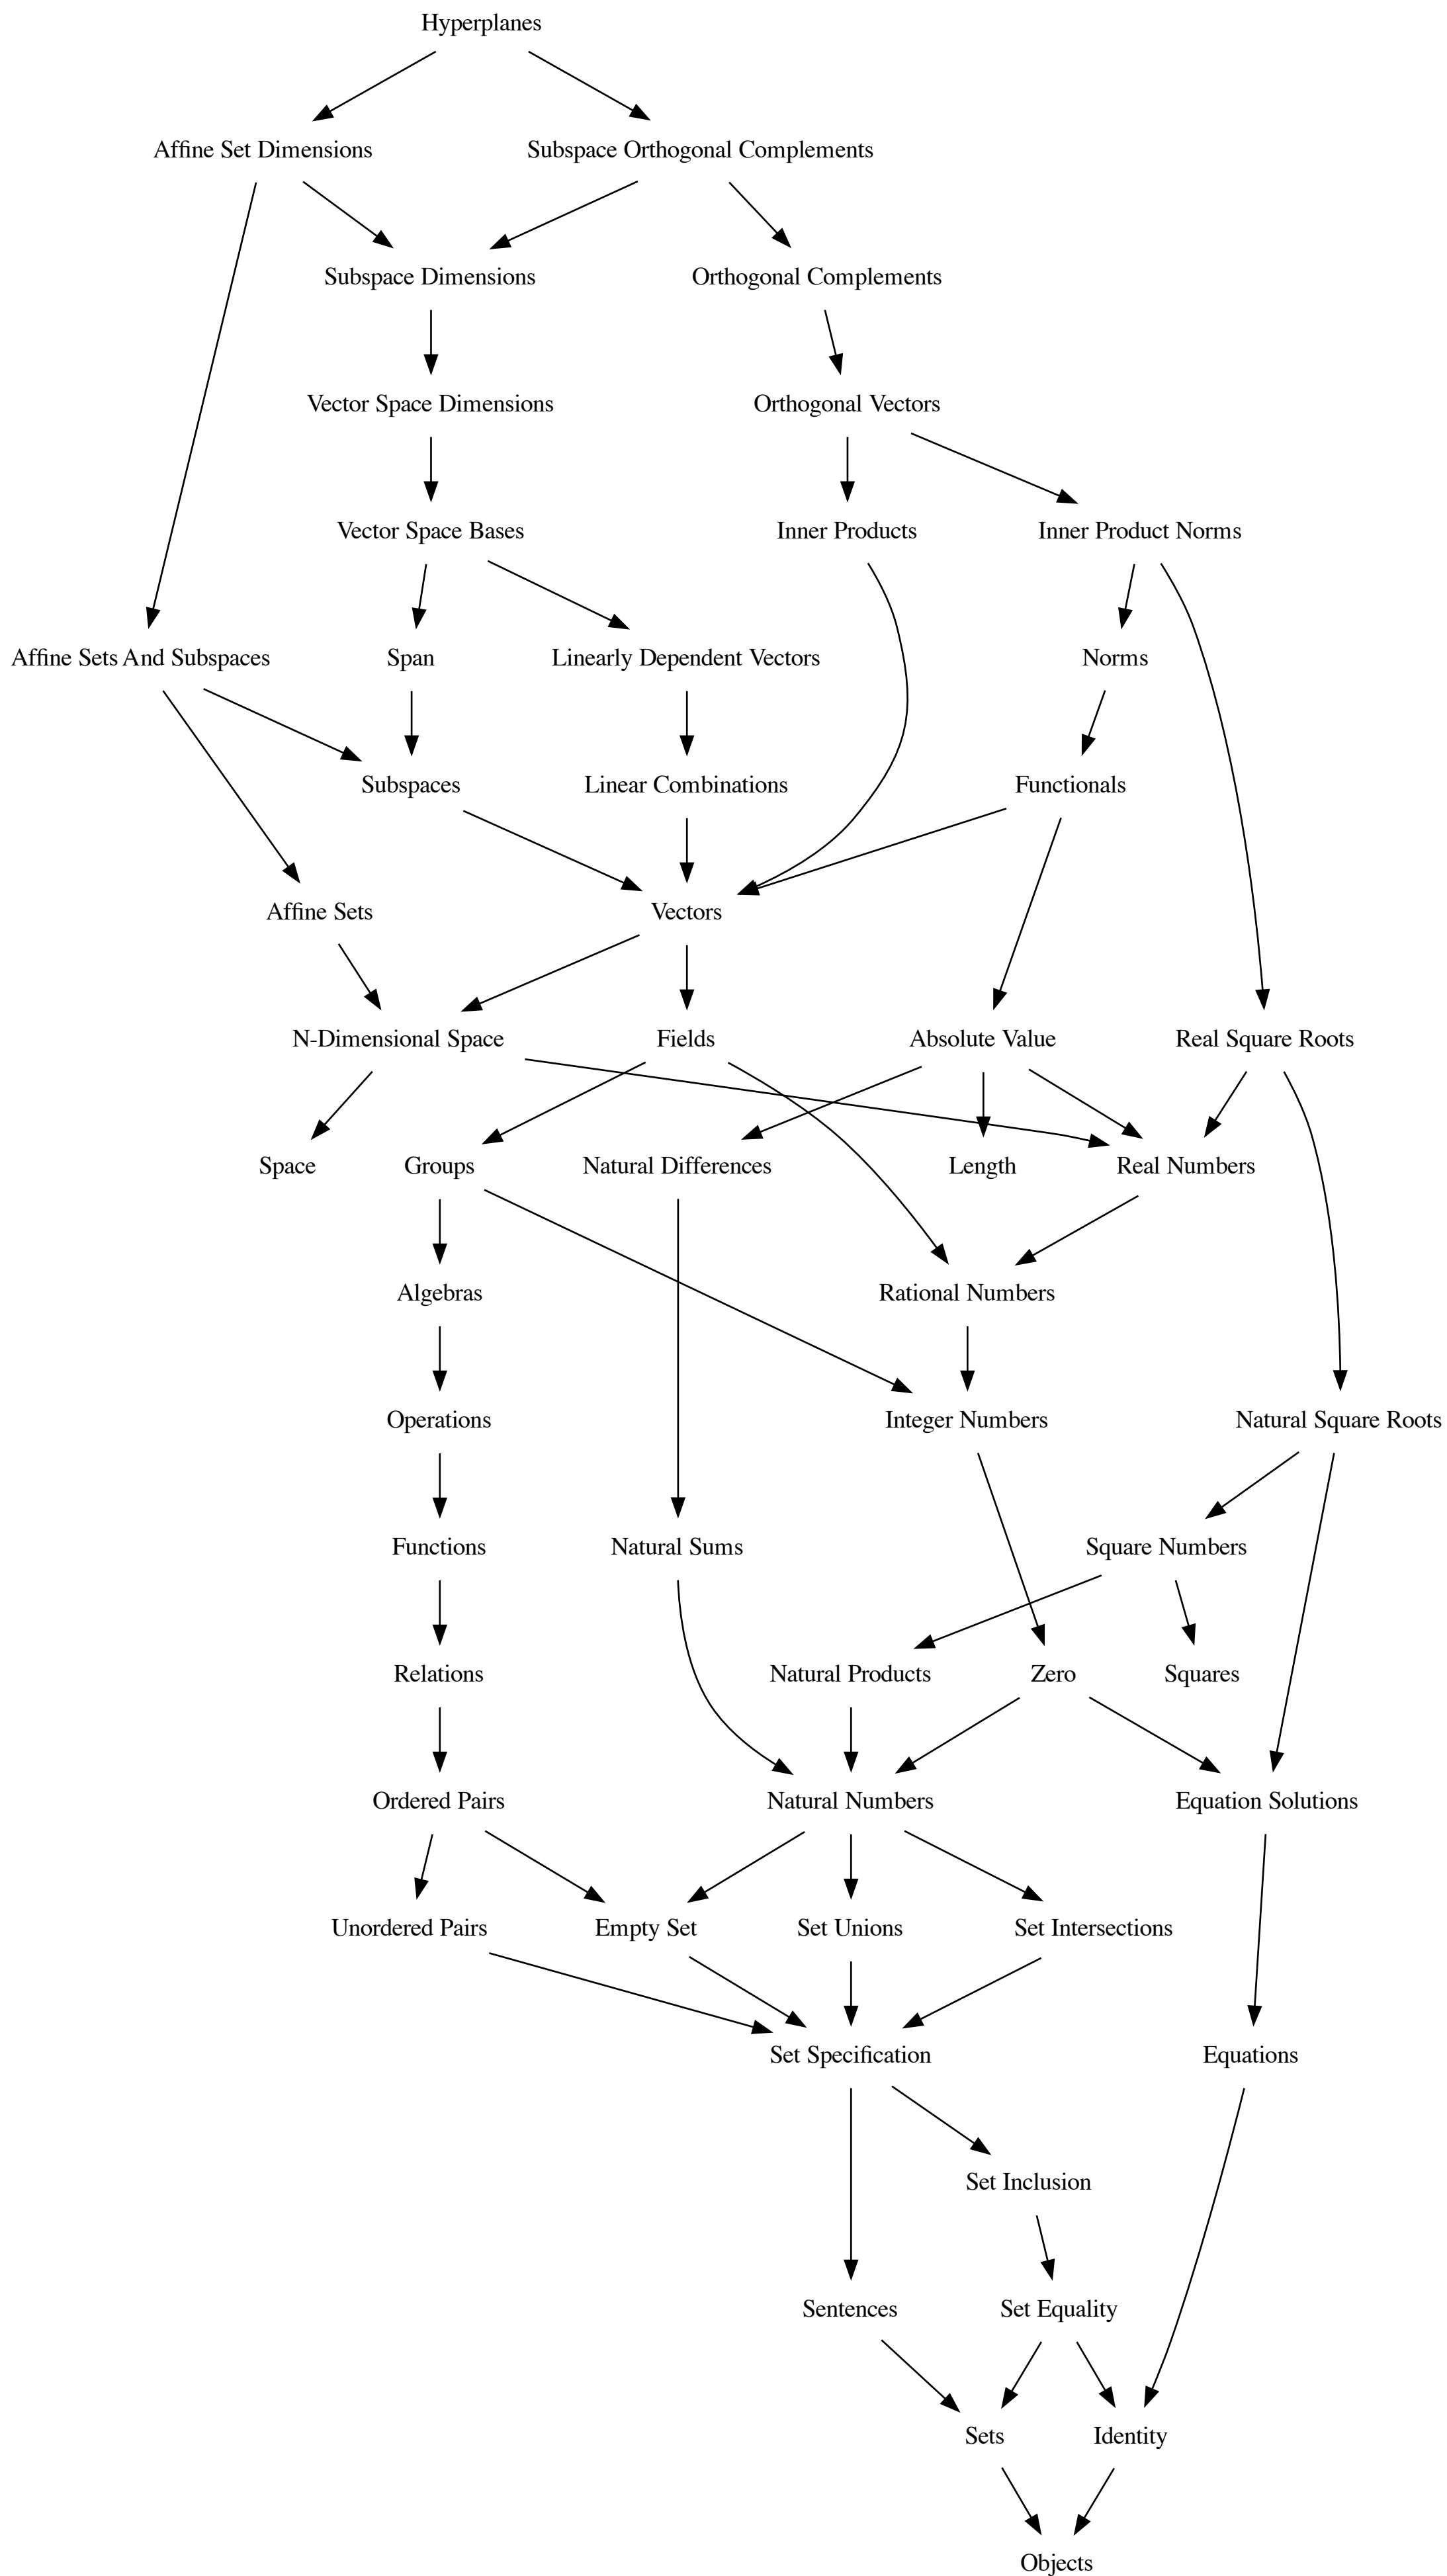 Hyperplanes
Affine Set Dimensions
Subspace Orthogonal Complements
Subspace Dimensions
Orthogonal Complements
Vector Space Dimensions
Orthogonal Vectors
Vector Space Bases
Inner Products
Inner Product Norms
Affine Sets And Subspaces
Span
Linearly Dependent Vectors
Norms
Subspaces
Linear Combinations
Functionals
Affine Sets
Vectors
N-Dimensional Space
Fields
Absolute Value
Real Square Roots
Space
Groups
Natural Differences
Length
Real Numbers
Algebras
Rational Numbers
Operations
Integer Numbers
Natural Square Roots
Functions
Natural Sums
Square Numbers
Relations
Natural Products
Zero
Squares
Ordered Pairs
Natural Numbers
Equation Solutions
Unordered Pairs
Empty Set
Set Unions
Set Intersections
Set Specification
Equations
Set Inclusion
Sentences
Set Equality
Sets
Identity
Objects